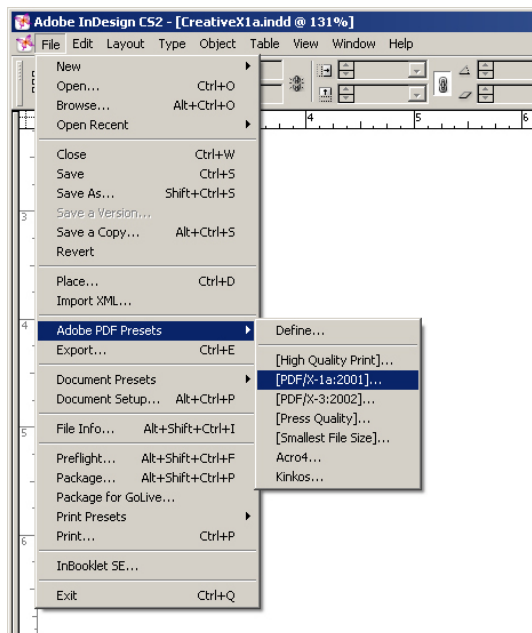 Adobe InDesign CS2 - [CreativeX1a.indd @ 131%]
File Edit Layout Type Object Table View Window Help
New
Open... Ctrl+O
Browse... Alt+Ctrl+O
Open Recent
Close Ctrl+W
Save Ctrl+S
Save As... Shift+Ctrl+S
Save a Version...
Save a Copy... Alt+Ctrl+S
Revert
Place... Ctrl+D
Import XML...
Adobe PDF Presets
Export... Ctrl+E
Document Presets
Document Setup... Alt+Ctrl+P
File Info... Alt+Shift+Ctrl+I
Preflight... Alt+Shift+Ctrl+F
Package... Alt+Shift+Ctrl+P
Package for GoLive...
Print Presets
Print... Ctrl+P
InBooklet SE...
Exit Ctrl+Q
Define...
[High Quality Print]...
[PDF/X-1a:2001]...
[PDF/X-3:2002]...
[Press Quality]...
[Smallest File Size]...
Acro4...
Kinkos...
4 5 6
3
4
5
6